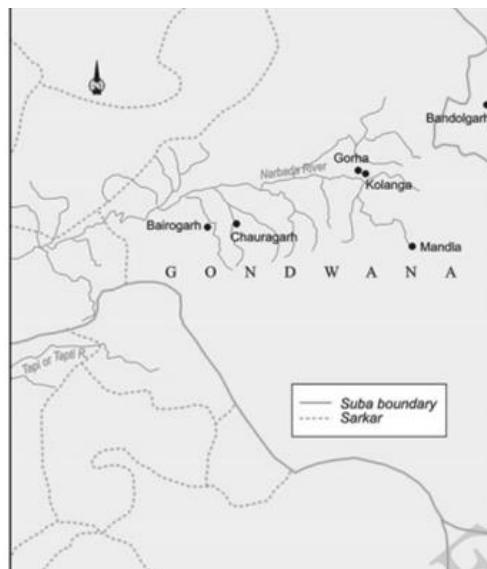 N
Bandolgarh
Gorha
Narbada River
Kolanga
Bairogarh
Chauragarh
Mandla
G O N D W A N A
Tapi or Tapti R.
Suba boundary
Sarkar